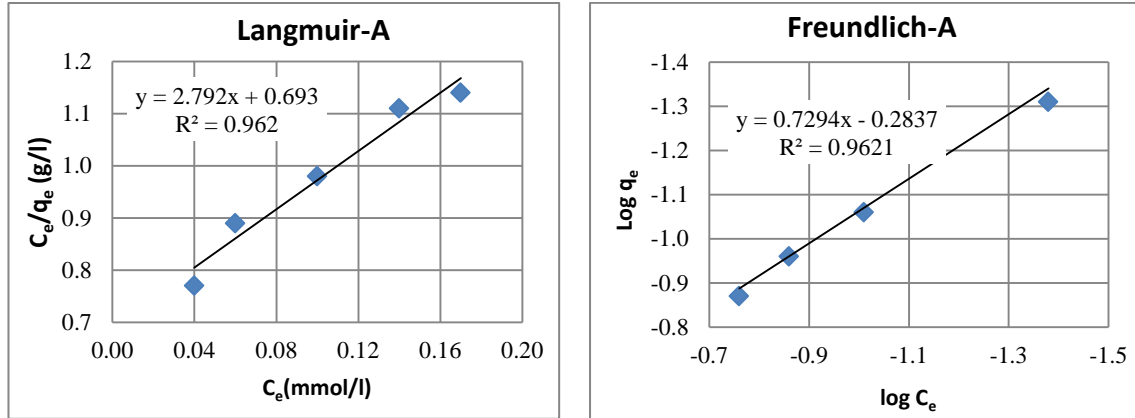 Langmuir-A
y = 2.792x + 0.693
R² = 0.962
1.2
1.1
1.0
0.9
0.8
0.7
0.00 0.04 0.08 0.12 0.16 0.20
Cₑ/qₑ (g/l)
Cₑ(mmol/l)
Freundlich-A
y = 0.7294x - 0.2837
R² = 0.9621
-1.4
-1.3
-1.2
-1.1
-1.0
-0.9
-0.8
-0.7 -0.9 -1.1 -1.3 -1.5
Log qₑ
log Cₑ